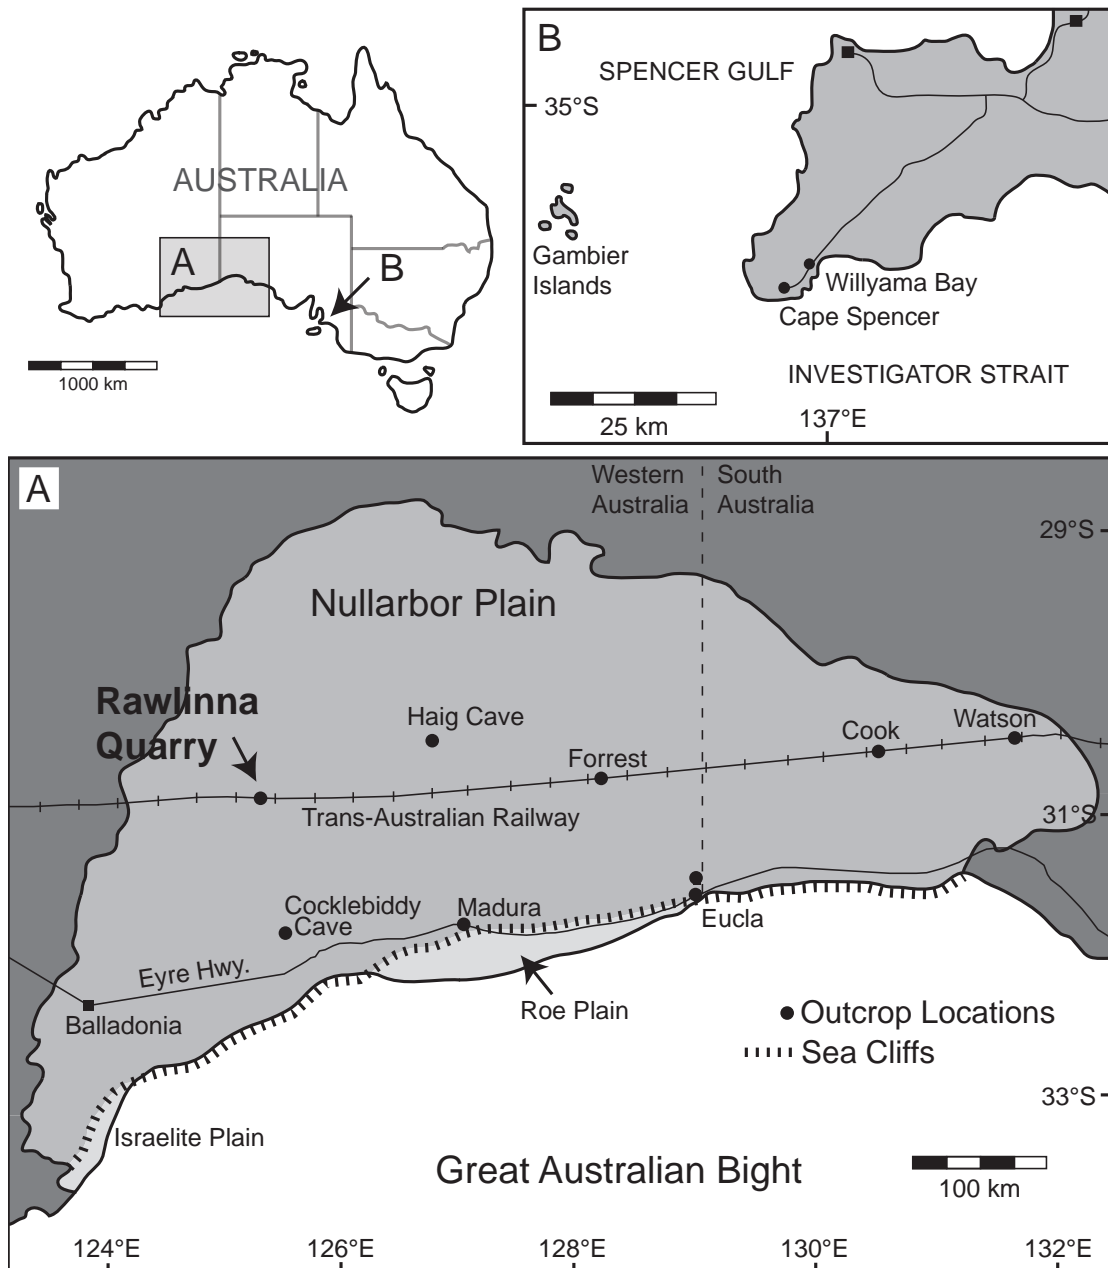 AUSTRALIA
A
B
1000 km
B
SPENCER GULF
35°S
Gambier
Islands
Willyama Bay
Cape Spencer
INVESTIGATOR STRAIT
25 km
137°E
A
Western
Australia
South
Australia
29°S
Nullarbor Plain
Rawlinna
Quarry
Haig Cave
Forrest
Cook
Watson
Trans-Australian Railway
31°S
Cocklebiddy
Cave
Madura
Eucla
Eyre Hwy.
Balladonia
Roe Plain
Outcrop Locations
Sea Cliffs
33°S
Israelite Plain
Great Australian Bight
100 km
124°E
126°E
128°E
130°E
132°E